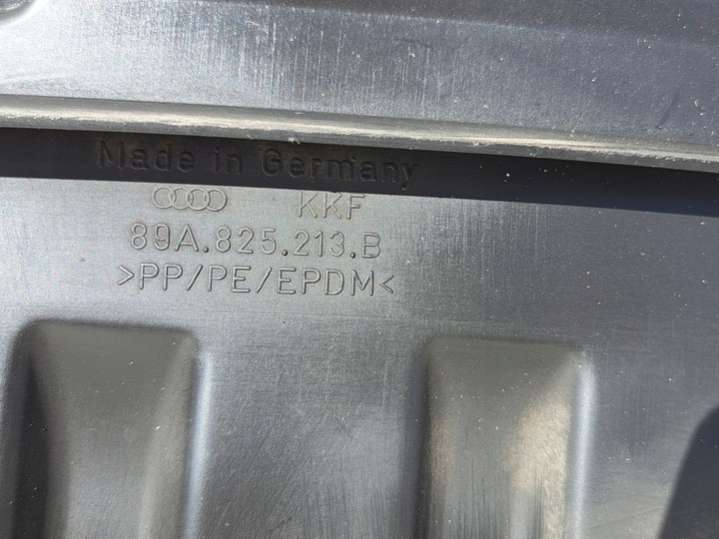 Made in Germany
KKF
89A.825.213.B
>PP/PE/EPDM<